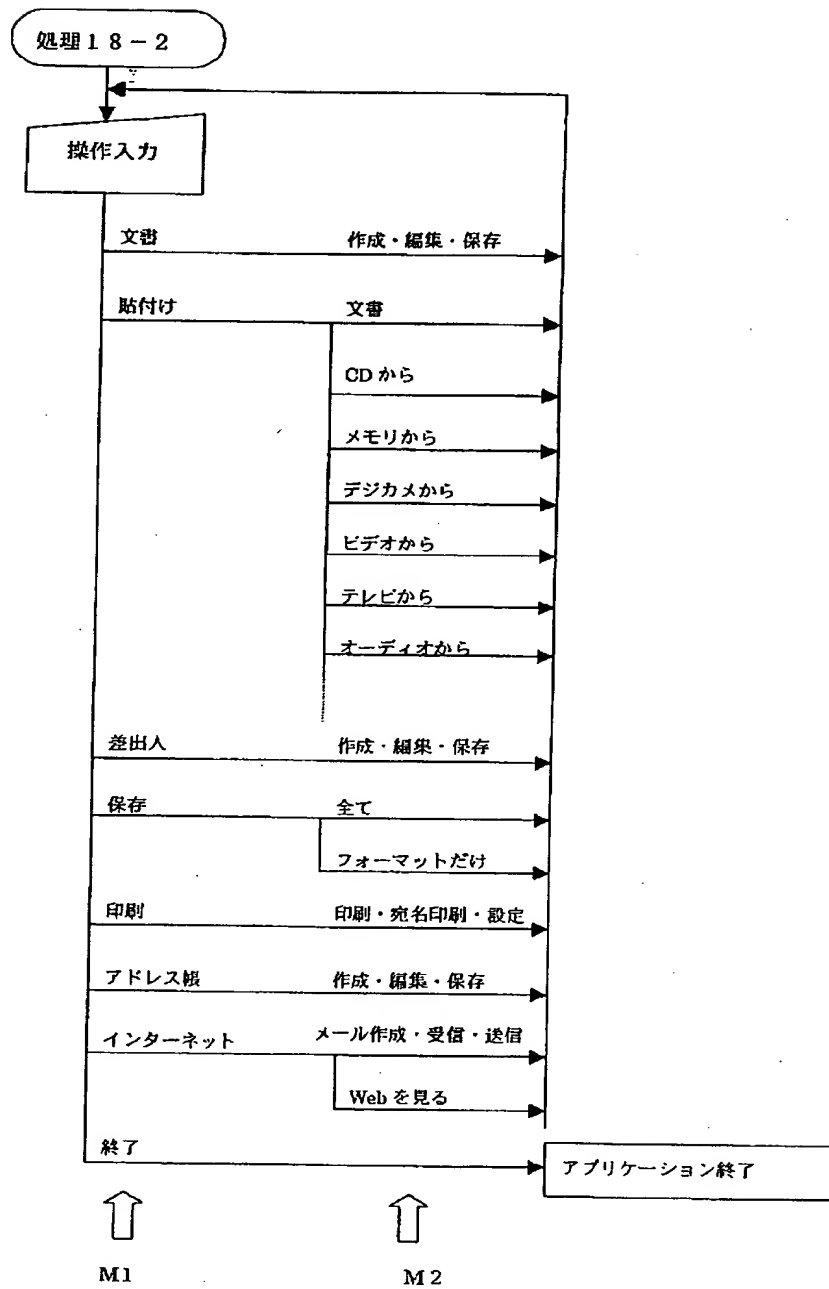 処理18-2
操作入力
文書 作成・編集・保存
貼付け 文書
CDから
メモリから
デジカメから
ビデオから
テレビから
オーディオから
差出人 作成・編集・保存
保存 全て
フォーマットだけ
印刷 印刷・宛名印刷・設定
アドレス帳 作成・編集・保存
インターネット メール作成・受信・送信
Webを見る
終了 アプリケーション終了
M1 M2